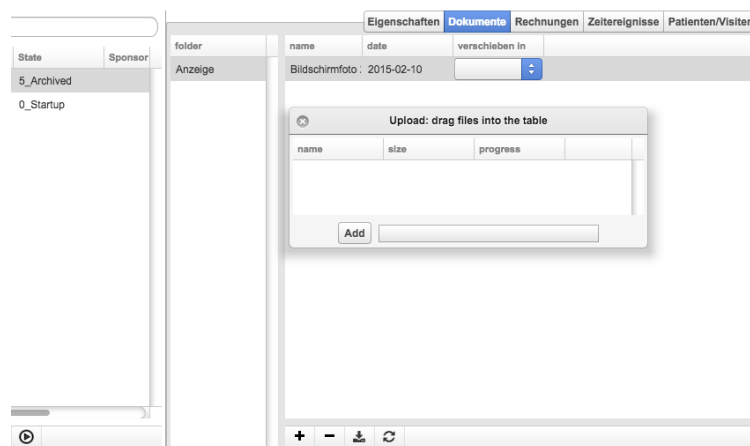 Eigenschaften Dokumente Rechnungen Zeitereignisse Patienten/Visiten
State Sponsor
5_Archived
0_Startup
folder
Anzeige
name date verschieben in
Bildschirmfoto 2015-02-10
Upload: drag files into the table
name size progress
Add